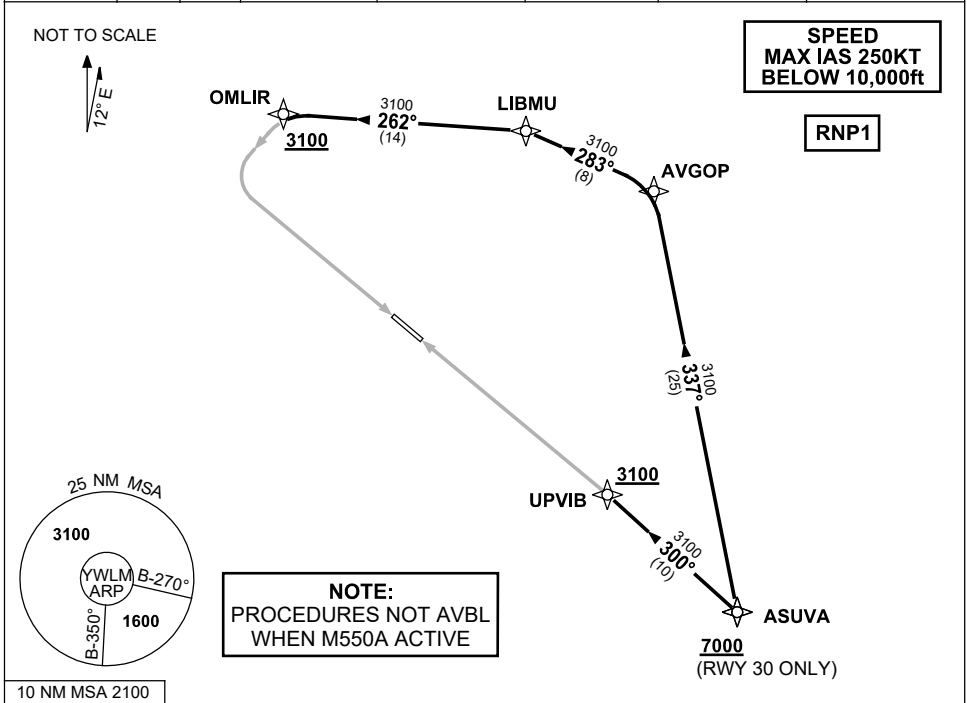 NOT TO SCALE
12° E
SPEED
MAX IAS 250KT
BELOW 10,000ft
RNP1
OMLIR
3100
3100
262°
(14)
LIBMU
3100
283°
(8)
AVGOP
3100
337°
(25)
UPVIB
3100
3100
300°
(10)
ASUVA
7000
(RWY 30 ONLY)
25 NM MSA
3100
YWLM
ARP
B-270°
B-350°
1600
10 NM MSA 2100
NOTE:
PROCEDURES NOT AVBL
WHEN M550A ACTIVE